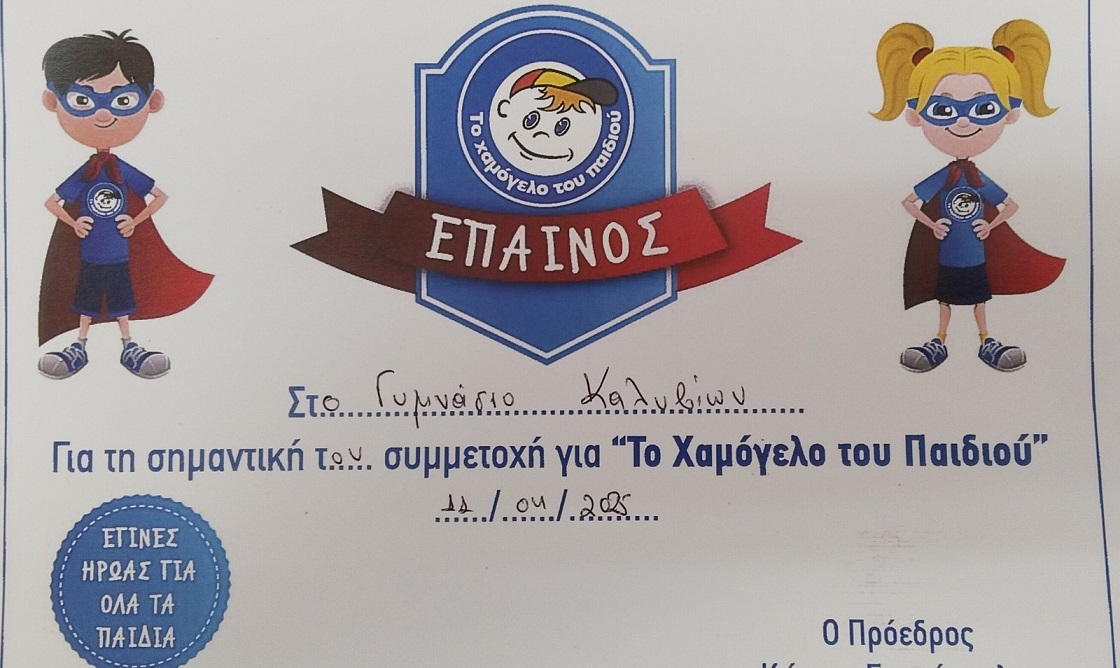 Το χαμόγελο του παιδιού
ΕΠΑΙΝΟΣ
Στο Γυμνάσιο Καλυβίων
Για τη σημαντική του συμμετοχή για “Το Χαμόγελο του Παιδιού”
11/04/2025
ΕΓΙΝΕΣ
ΗΡΩΑΣ ΓΙΑ
ΟΛΑ ΤΑ
ΠΑΙΔΙΑ
Ο Πρόεδρος